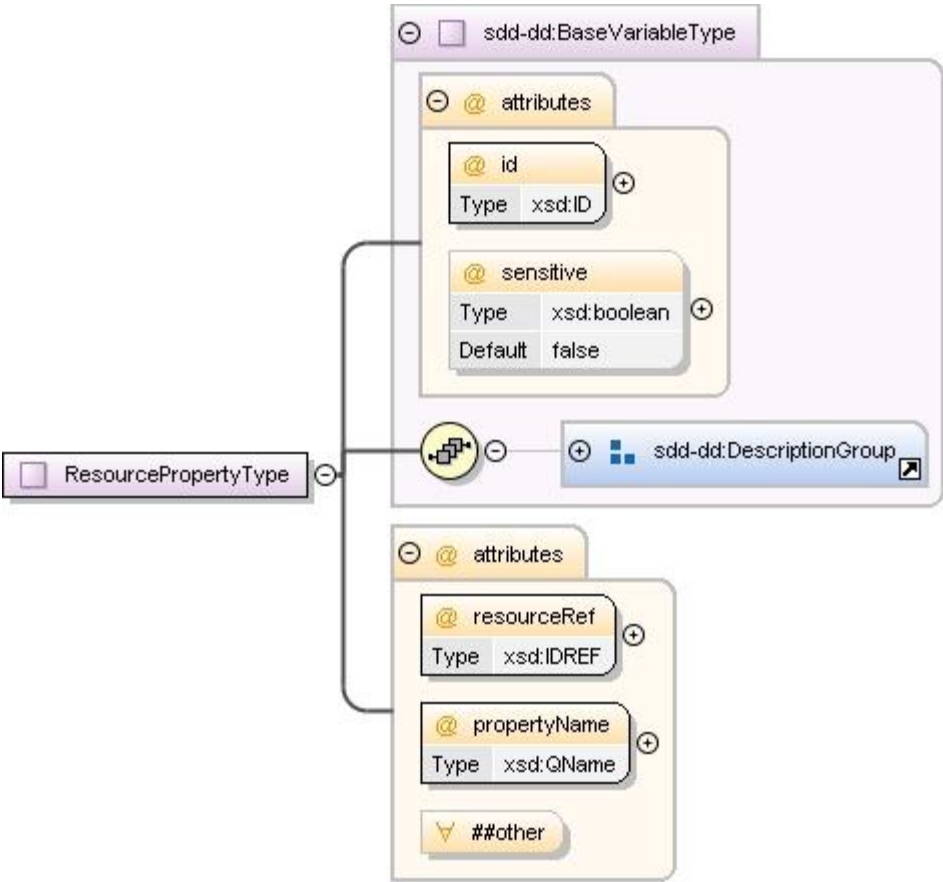 sdd-dd:BaseVariableType
@ attributes
@ id
Type xsd:ID
@ sensitive
Type xsd:boolean
Default false
sdd-dd:DescriptionGroup
ResourcePropertyType
@ attributes
@ resourceRef
Type xsd:IDREF
@ propertyName
Type xsd:QName
∀ ##other